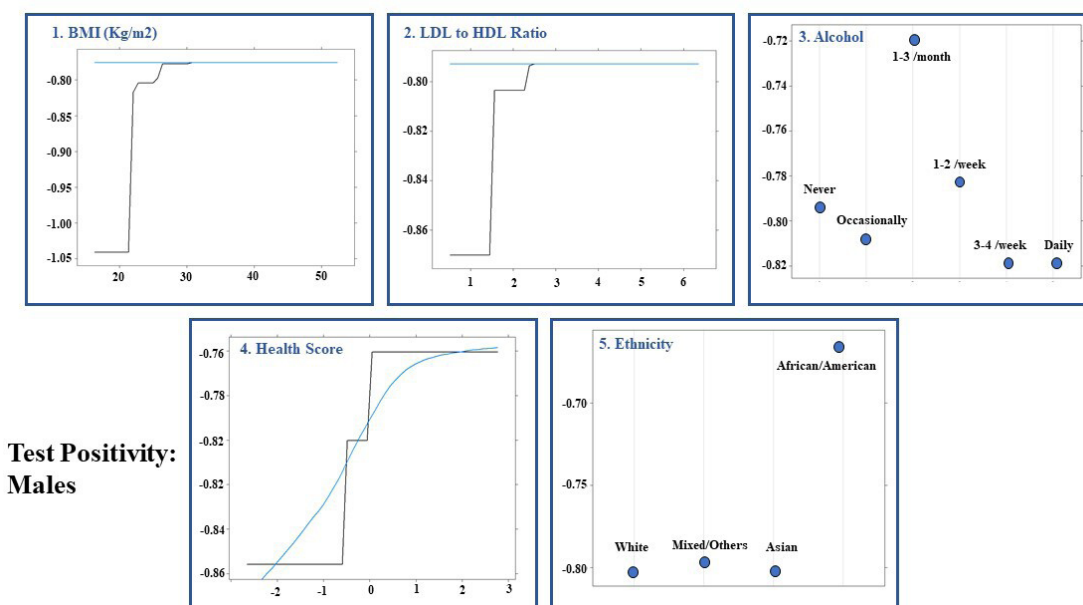 1. BMI (Kg/m2)
-0.80
-0.85
-0.90
-0.95
-1.00
-1.05
20
30
40
50
2. LDL to HDL Ratio
-0.80
-0.82
-0.84
-0.86
1
2
3
4
5
6
3. Alcohol
-0.72
-0.74
-0.76
-0.78
-0.80
-0.82
1-3 /month
1-2 /week
Never
Occasionally
3-4 /week
Daily
4. Health Score
-0.76
-0.78
-0.82
-0.82
-0.84
-0.86
-2
-1
0
1
2
3
5. Ethnicity
-0.70
-0.75
-0.80
African/American
White
Mixed/Others
Asian
Test Positivity:
Males